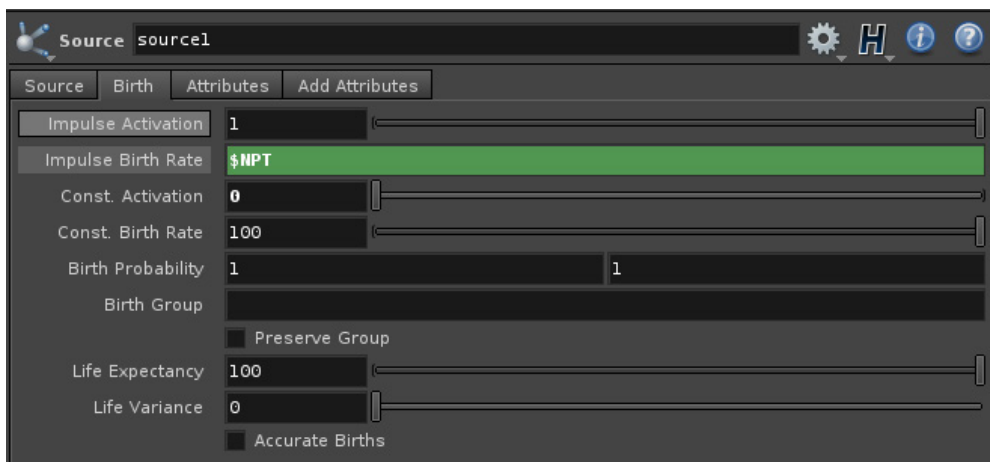 Source source1
Source Birth Attributes Add Attributes
Impulse Activation 1
Impulse Birth Rate $NPT
Const. Activation 0
Const. Birth Rate 100
Birth Probability 1 1
Birth Group
Preserve Group
Life Expectancy 100
Life Variance 0
Accurate Births